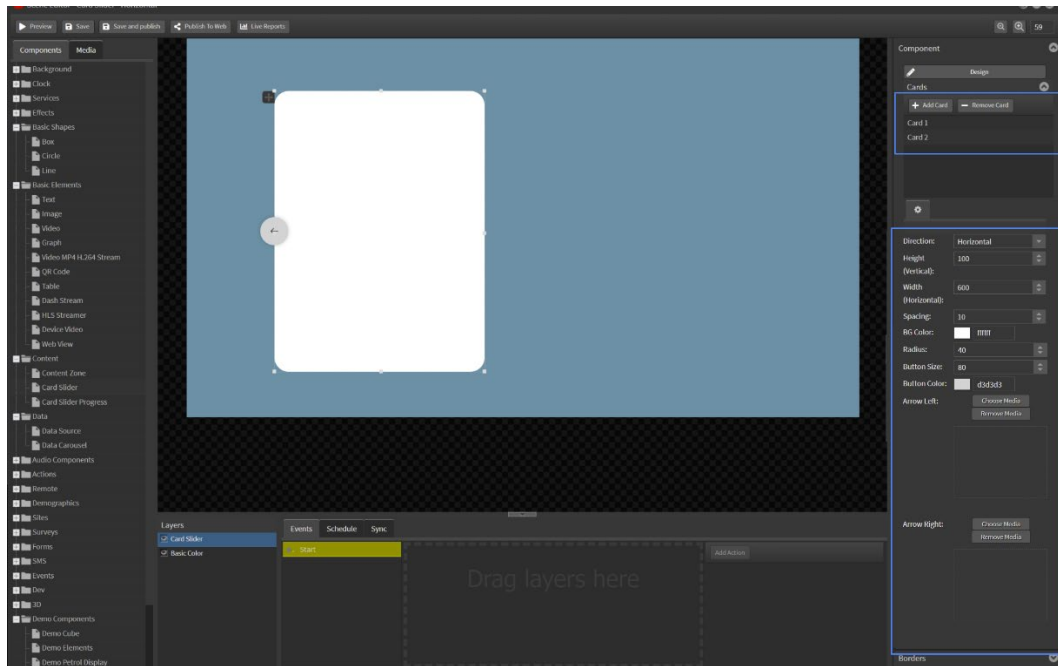 Scene Editor - Card Slider - Horizontal
Preview Save Save and publish Publish To Web Live Reports 59
Components Media
Background
Clock
Services
Effects
Basic Shapes
Box
Circle
Line
Basic Elements
Text
Image
Video
Graph
Video MP4 H.264 Stream
QR Code
Table
Dash Stream
HLS Streamer
Device Video
Web View
Content
Content Zone
Card Slider
Card Slider Progress
Data
Data Source
Data Carousel
Audio Components
Actions
Remote
Demographics
Sites
Surveys
Forms
SMS
Events
Dev
3D
Demo Components
Demo Cube
Demo Elements
Demo Petrol Display
Layers
Card Slider
Basic Color
Events Schedule Sync
Start
Drag layers here
Add Action
Component
Design
Cards
Add Card Remove Card
Card 1
Card 2
Direction: Horizontal
Height (Vertical): 100
Width (Horizontal): 600
Spacing: 10
BG Color: ffffff
Radius: 40
Button Size: 80
Button Color: d3d3d3
Arrow Left: Choose Media
Remove Media
Arrow Right: Choose Media
Remove Media
Borders